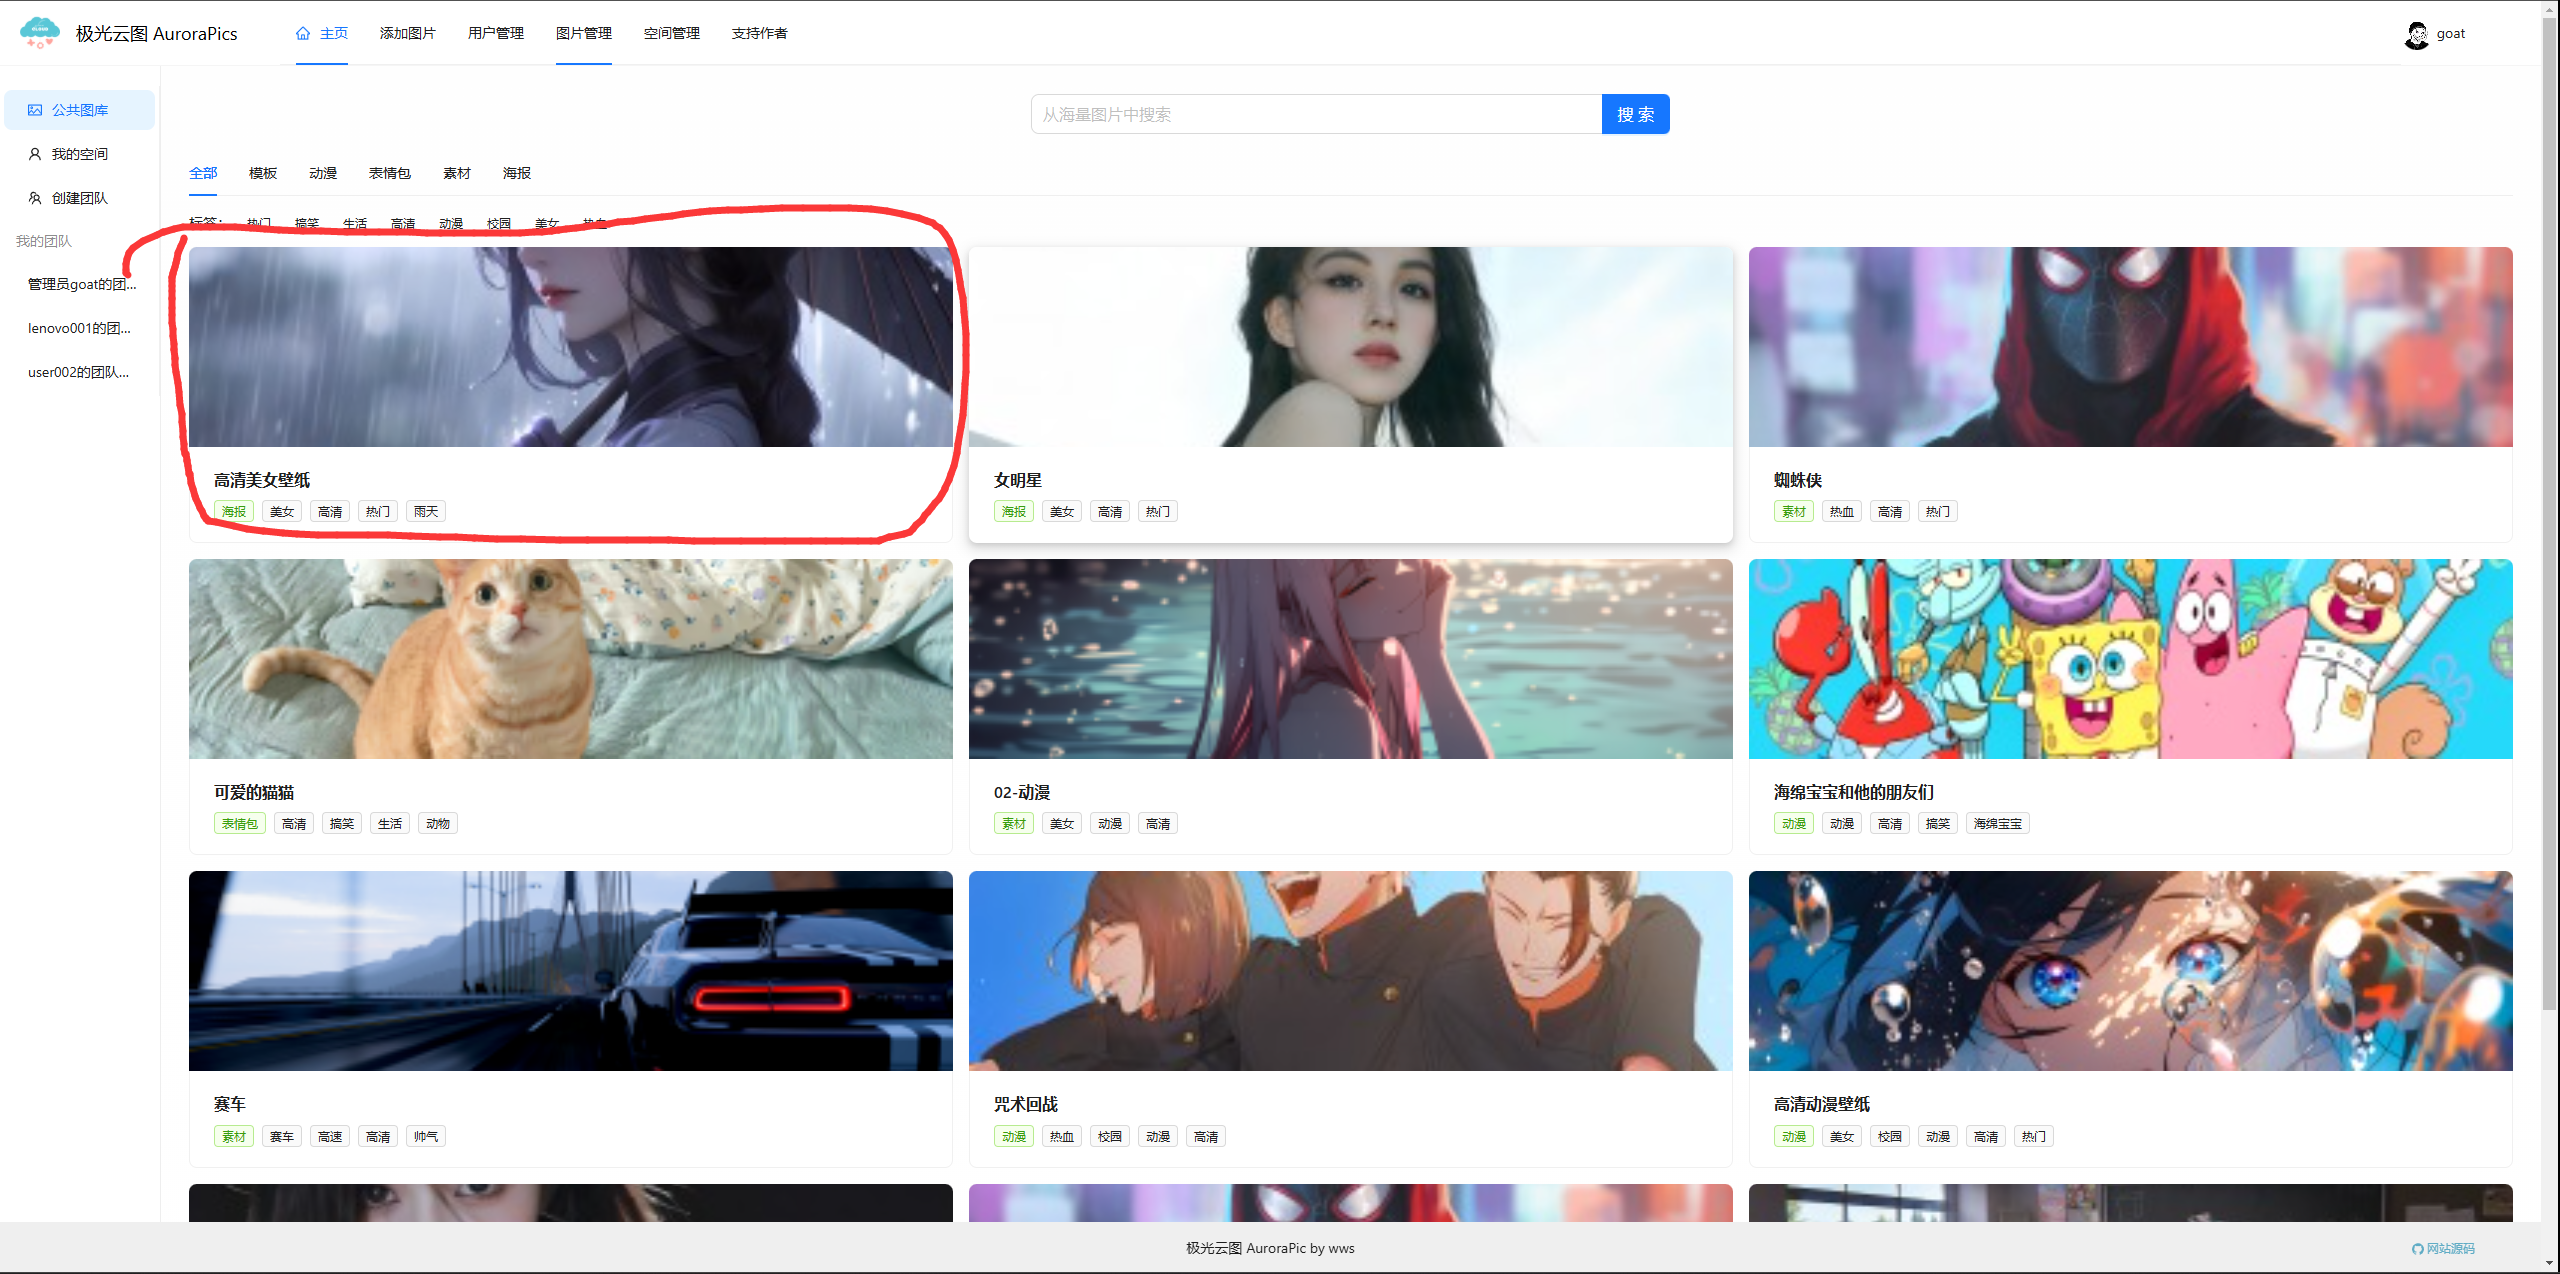 极光云图 AuroraPics
主页 添加图片 用户管理 图片管理 空间管理 支持作者
goat
公共图库
我的空间
创建团队
我的团队
管理员goat的团...
lenovo001的团...
user002的团队...
从海量图片中搜索 搜索
全部 模板 动漫 表情包 素材 海报
标签： 热门 搞笑 生活 高清 动漫 校园 美女 热血
高清美女壁纸
海报 美女 高清 热门 雨天
女明星
海报 美女 高清 热门
蜘蛛侠
素材 热血 高清 热门
可爱的猫猫
表情包 高清 搞笑 生活 动物
02-动漫
素材 美女 动漫 高清
海绵宝宝和他的朋友们
动漫 动漫 高清 搞笑 海绵宝宝
赛车
素材 赛车 高速 高清 帅气
咒术回战
动漫 热血 校园 动漫 高清
高清动漫壁纸
动漫 美女 校园 动漫 高清 热门
极光云图 AuroraPic by wws
网站源码